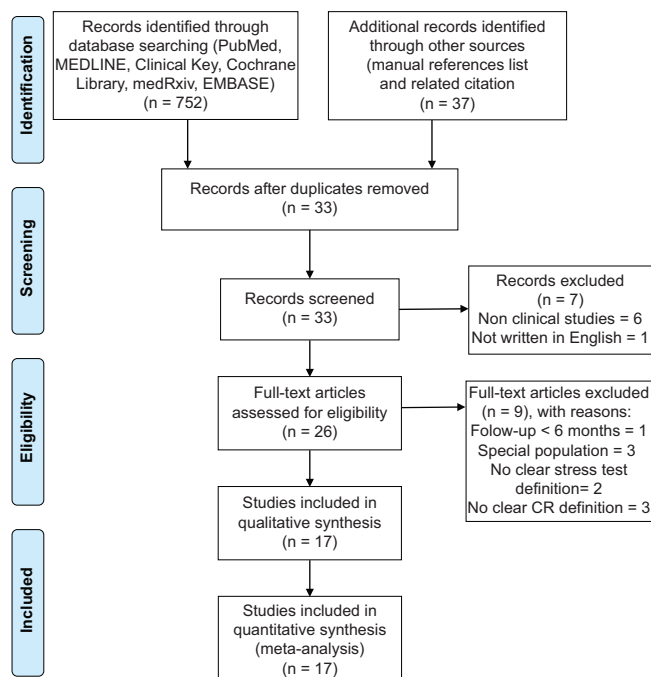 Identification
Records identified through
database searching (PubMed,
MEDLINE, Clinical Key, Cochrane
Library, medRxiv, EMBASE)
(n = 752)
Additional records identified
through other sources
(manual references list
and related citation
(n = 37)
Records after duplicates removed
(n = 33)
Screening
Records screened
(n = 33)
Records excluded
(n = 7)
Non clinical studies = 6
Not written in English = 1
Eligibility
Full-text articles
assessed for eligibility
(n = 26)
Full-text articles excluded
(n = 9), with reasons:
Folow-up < 6 months = 1
Special population = 3
No clear stress test
definition= 2
No clear CR definition = 3
Studies included in
qualitative synthesis
(n = 17)
Included
Studies included in
quantitative synthesis
(meta-analysis)
(n = 17)